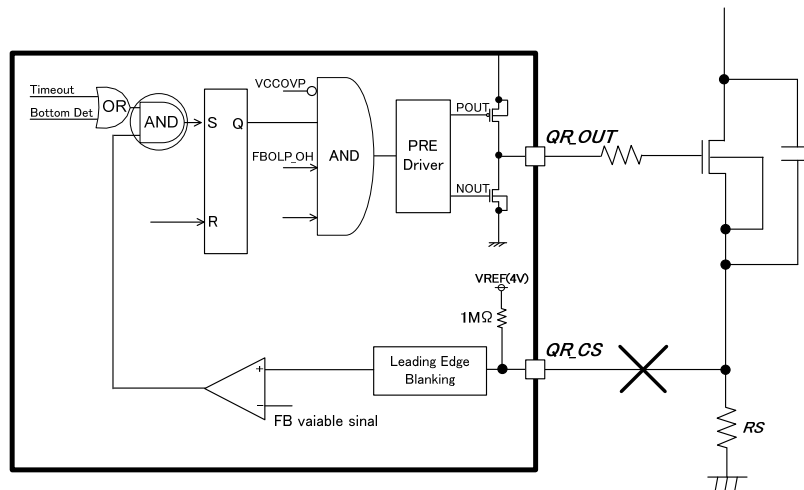 Timeout
Bottom Det
OR
AND
S
Q
R
VCCOVP
FBOLP_OH
AND
PRE
Driver
POUT
NOUT
QR_OUT
VREF(4V)
1MΩ
QR_CS
Leading Edge
Blanking
+
−
FB vaiable sinal
RS